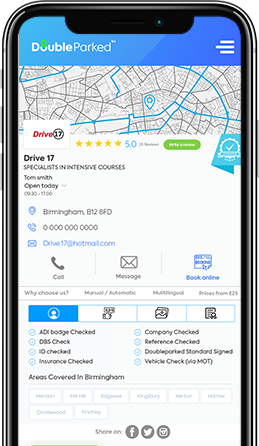 DoubleParked™
Drive 17
5.0
Write a review
Drive 17
SPECIALISTS IN INTENSIVE COURSES
Tom smith
Open today
09:30 - 17:00
Birmingham, B12 8FD
0 000 000 0000
Drive.17@hotmail.com
Call
Message
Book online
Why choose us?
Manual / Automatic
Multilingual
Prices from £25
ADI badge Checked
Company Checked
DBS Check
Reference Checked
ID checked
Doubleparked Standard Signed
Insurance Checked
Vehicle Check (via MOT)
Areas Covered In Birmingham
Hendon
Mill Hill
Edgware
Kingsbury
Kenton
Harrow
Cricklewood
Finchley
Share on: